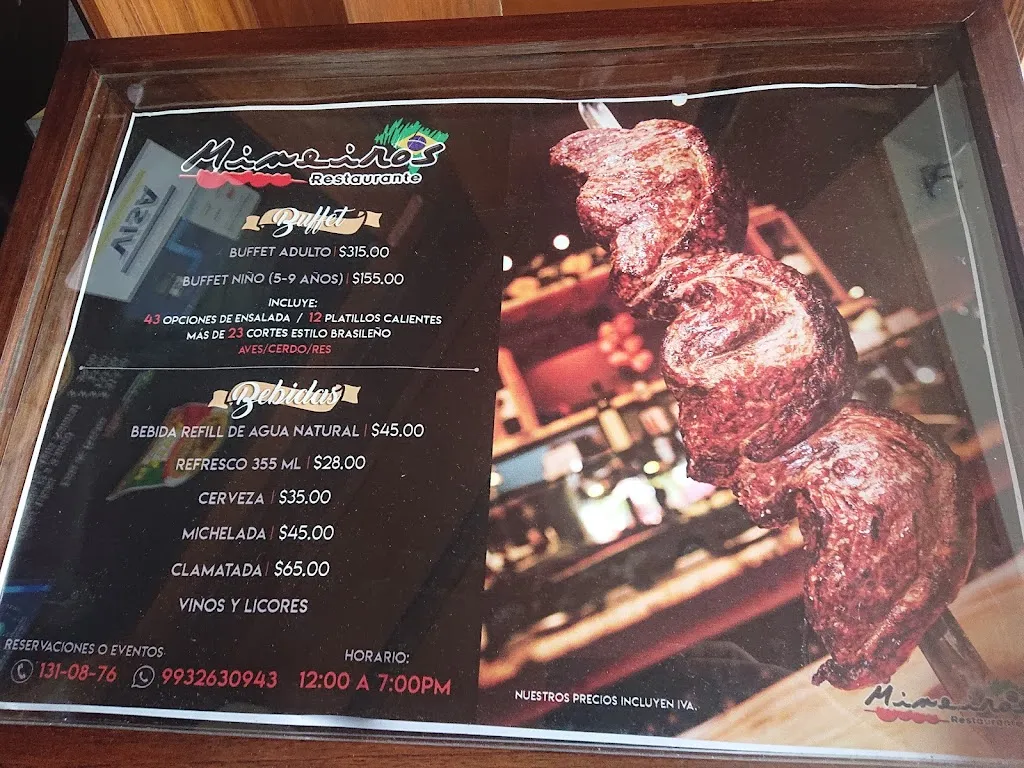 Mineiros
Restaurante
Buffet
BUFFET ADULTO | $315.00
BUFFET NIÑO (5-9 AÑOS) | $155.00
INCLUYE:
43 OPCIONES DE ENSALADA / 12 PLATILLOS CALIENTES
MÁS DE 23 CORTES ESTILO BRASILEÑO
AVES/CERDO/RES
Bebidas
BEBIDA REFILL DE AGUA NATURAL | $45.00
REFRESCO 355 ML | $28.00
CERVEZA | $35.00
MICHELADA | $45.00
CLAMATADA | $65.00
VINOS Y LICORES
RESERVACIONES O EVENTOS
131-08-76 9932630943
HORARIO:
12:00 A 7:00PM
NUESTROS PRECIOS INCLUYEN IVA.
Mineiros
Restaurante